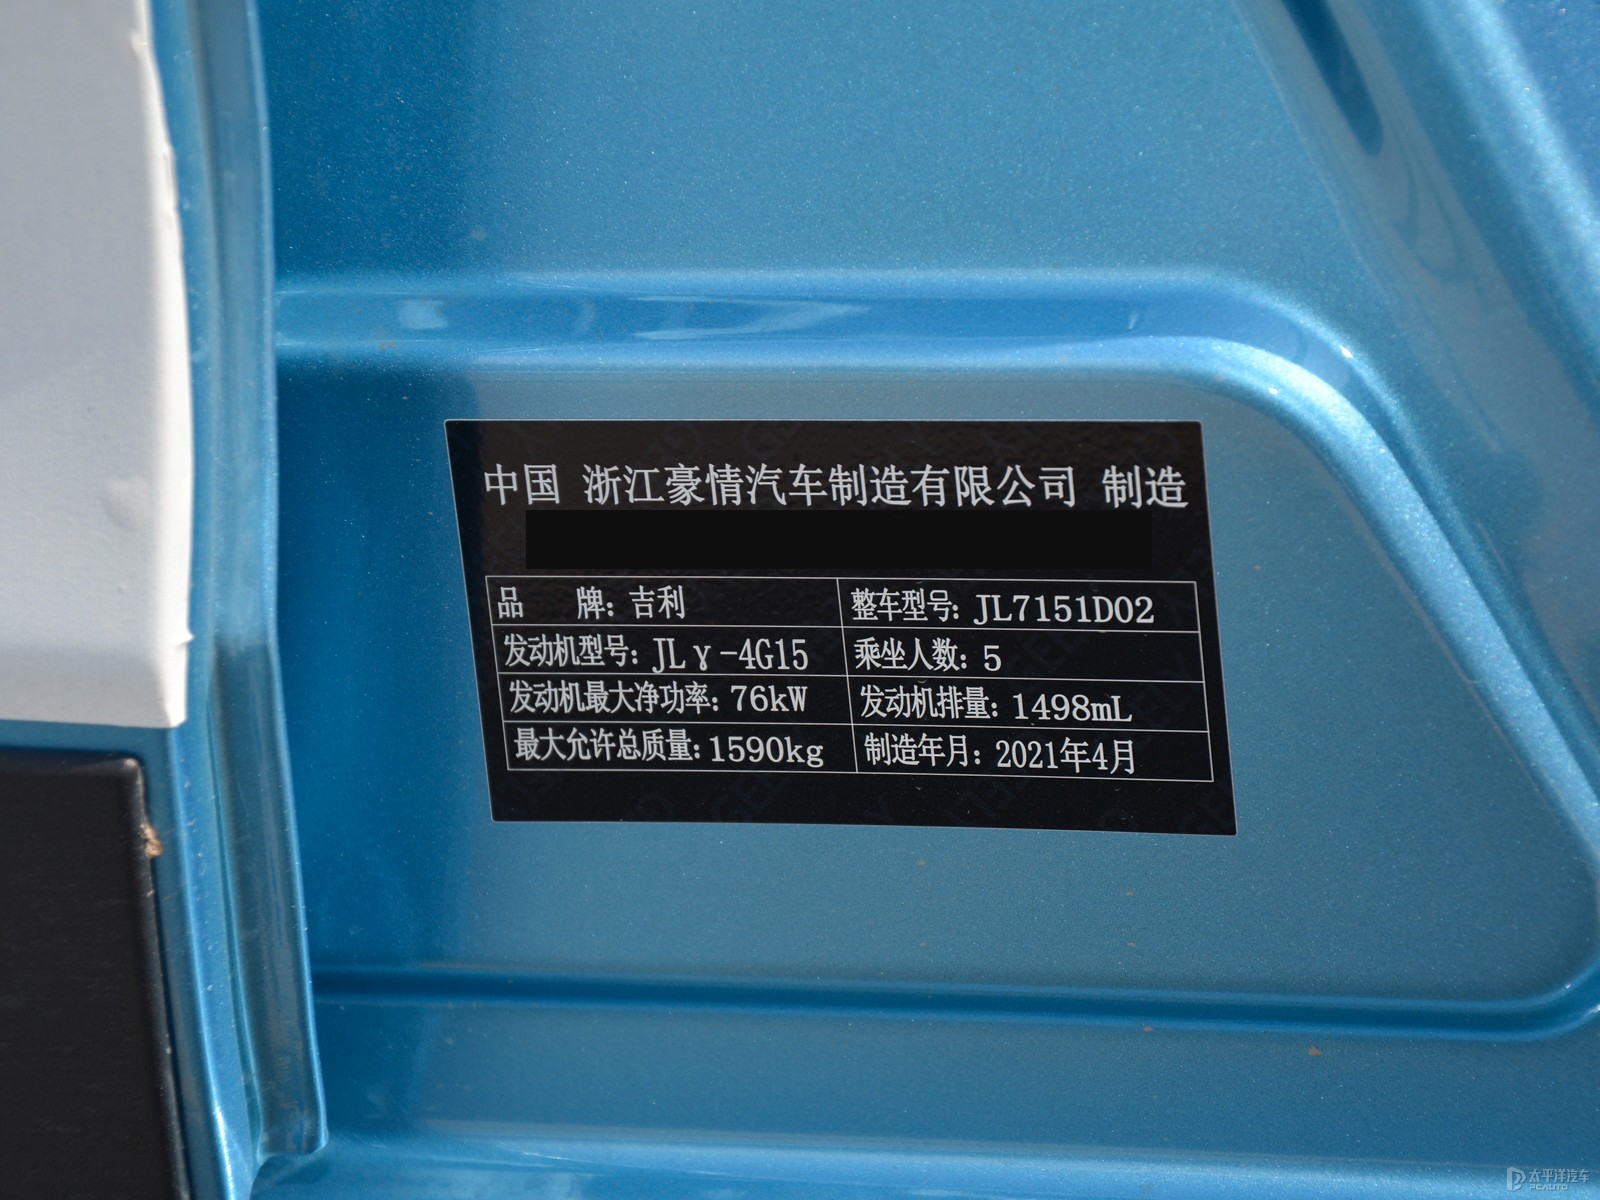 中国 浙江豪情汽车制造有限公司 制造
品 牌：吉利 整车型号：JL7151D02
发动机型号：JLγ-4G15 乘坐人数：5
发动机最大净功率：76kW 发动机排量：1498mL
最大允许总质量：1590kg 制造年月：2021年4月
太平洋汽车
PCAUTO